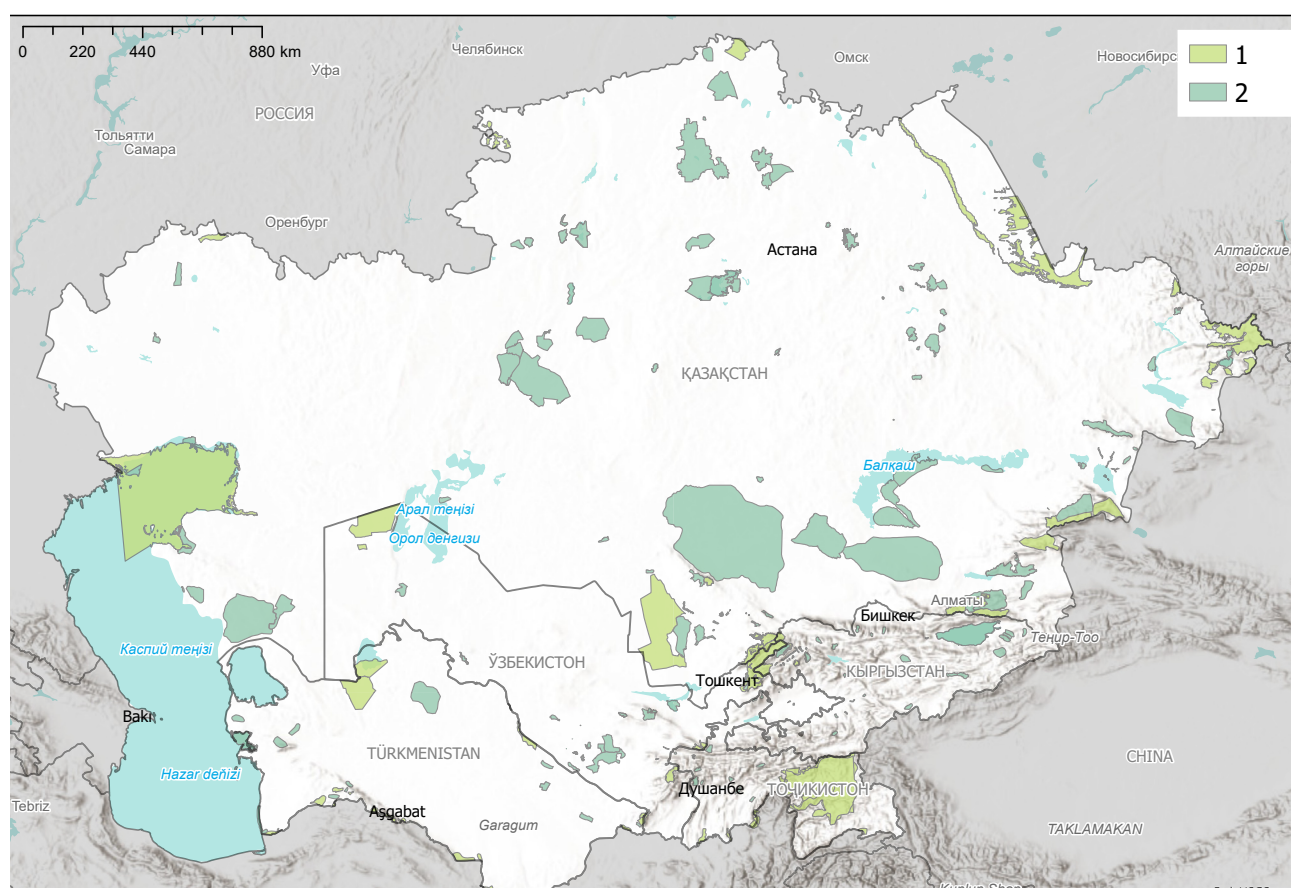 0 220 440 880 km
Челябинск
Омск
Новосибирс
1
2
Уфа
РОССИЯ
Тольятти
Самара
Оренбург
Астана
Алтайские
горы
ҚАЗАҚСТАН
Балқаш
Арал теңізі
Орол денгизи
Алматы
Бишкек
Теңир-Тоо
Каспий теңізі
ЎЗБЕКИСТОН
Тошкент
КЫРГЫЗСТАН
Bakı
TÜRKMENISTAN
CHINA
Hazar deňizi
Душанбе
ТОҶИКИСТОН
Tebriz
Aşgabat
Garagum
TAKLAMAKAN